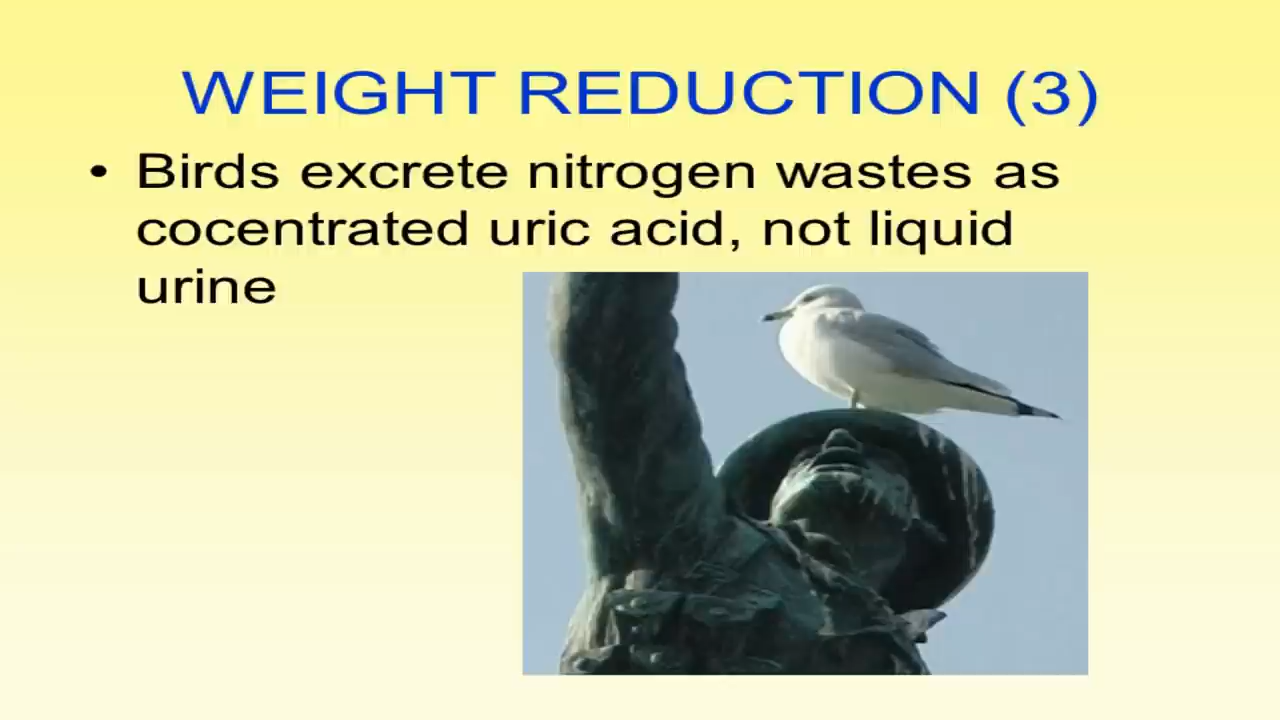 WEIGHT REDUCTION (3)
• Birds excrete nitrogen wastes as
cocentrated uric acid, not liquid
urine